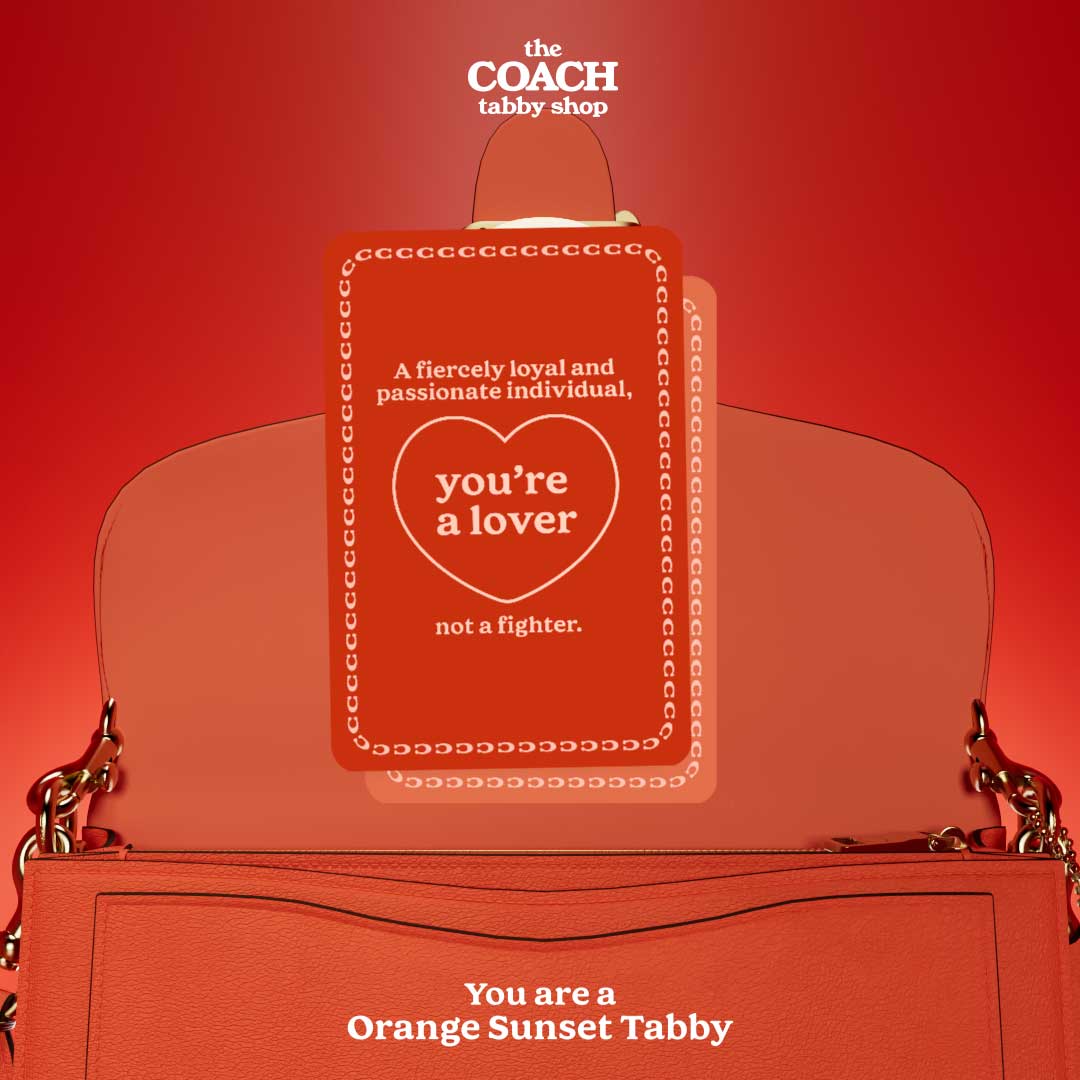 the
COACH
tabby shop
A fiercely loyal and
passionate individual,
you're
a lover
not a fighter.
You are a
Orange Sunset Tabby